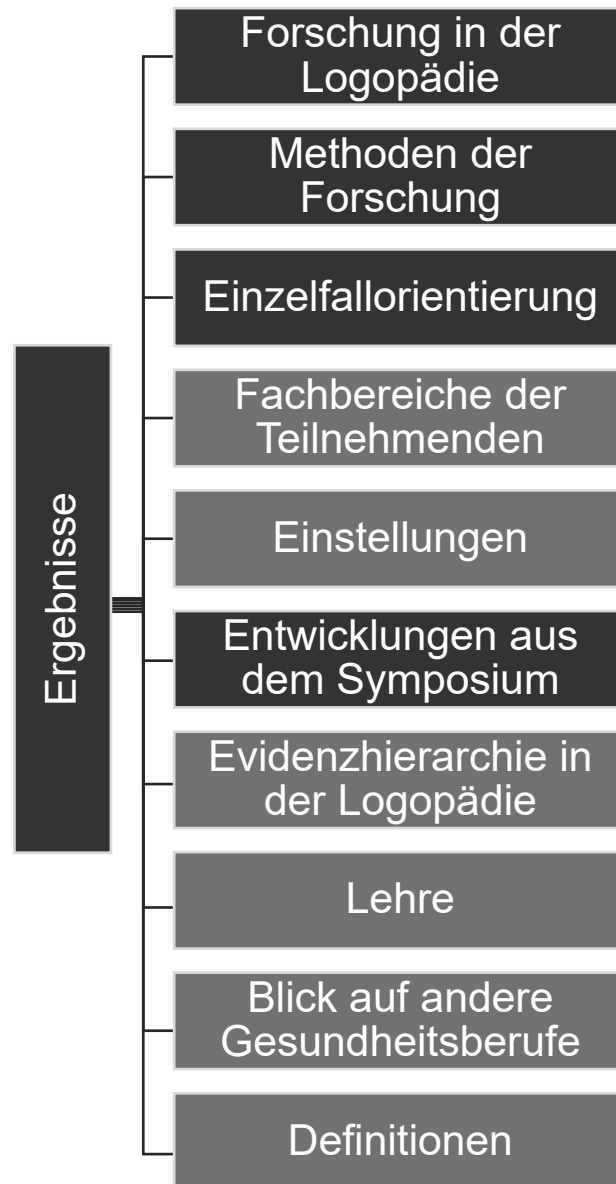 Forschung in der
Logopädie
Methoden der
Forschung
Einzelfallorientierung
Fachbereiche der
Teilnehmenden
Einstellungen
Ergebnisse
Entwicklungen aus
dem Symposium
Evidenzhierarchie in
der Logopädie
Lehre
Blick auf andere
Gesundheitsberufe
Definitionen